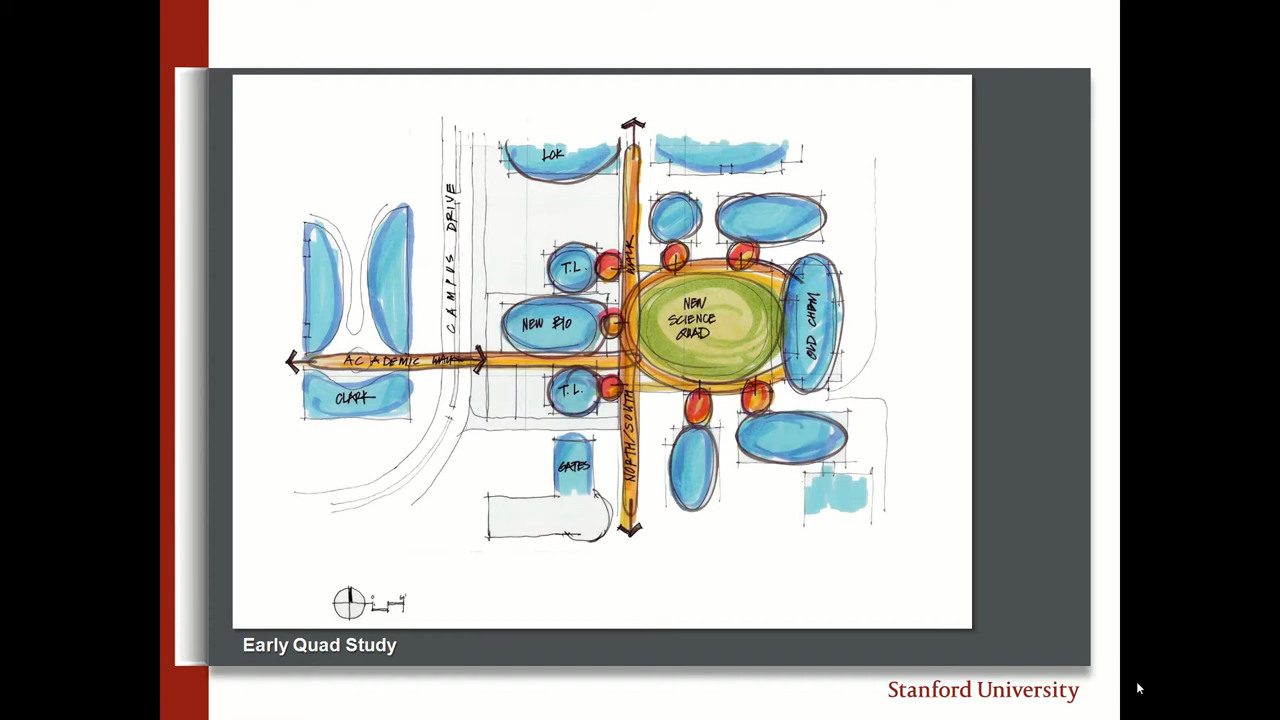 LOK
CAMPUS DRIVE
WALK
T.L.
NEW
SCIENCE
QUAD
NEW BIO
OLD CHEM
ACADEMIC WALK
T.L.
CLARK
NORTH/SOUTH
GATES
Early Quad Study
Stanford University